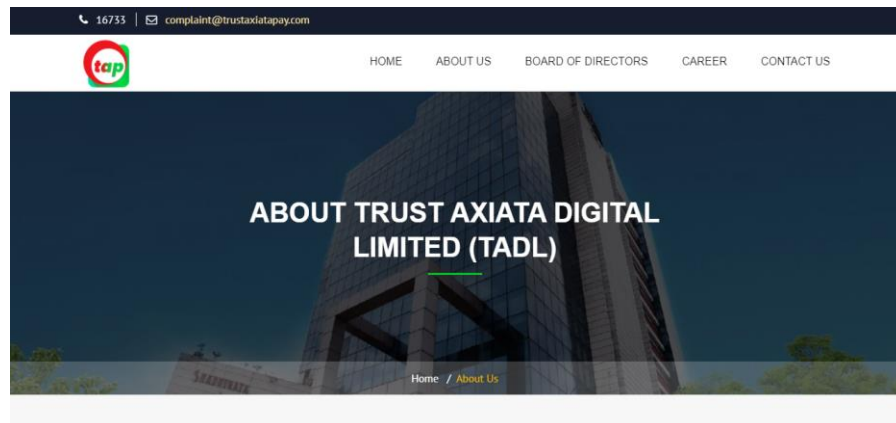 16733 complaint@trustaxiatapay.com
tap
HOME ABOUT US BOARD OF DIRECTORS CAREER CONTACT US
ABOUT TRUST AXIATA DIGITAL
LIMITED (TADL)
Home / About Us